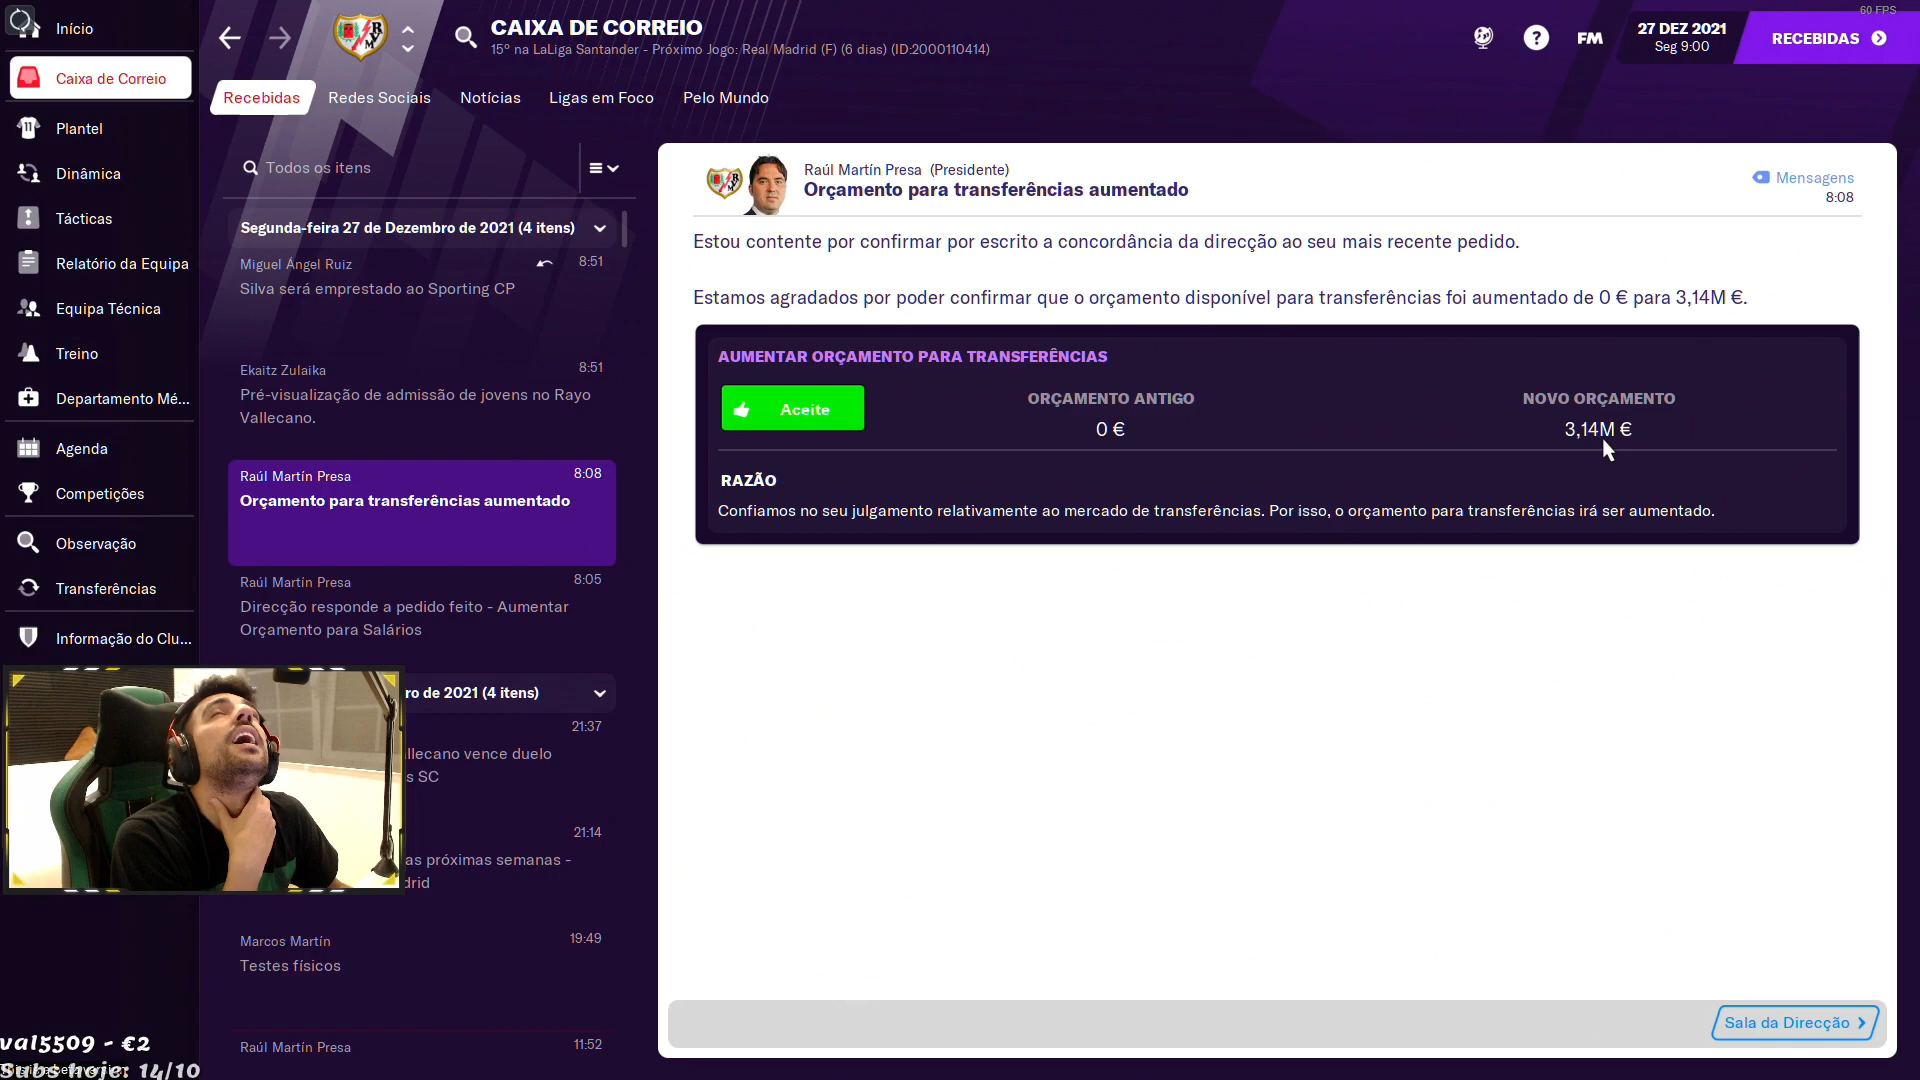 60 FPS
Início
Caixa de Correio
Plantel
Dinâmica
Tácticas
Relatório da Equipa
Equipa Técnica
Treino
Departamento Mé...
Agenda
Competições
Observação
Transferências
Informação do Clu...
CAIXA DE CORREIO
15º na LaLiga Santander - Próximo Jogo: Real Madrid (F) (6 dias) (ID:2000110414)
FM
27 DEZ 2021
Seg 9:00
RECEBIDAS
Recebidas
Redes Sociais
Notícias
Ligas em Foco
Pelo Mundo
Todos os itens
Segunda-feira 27 de Dezembro de 2021 (4 itens)
Miguel Ángel Ruiz
8:51
Silva será emprestado ao Sporting CP
Ekaitz Zulaika
8:51
Pré-visualização de admissão de jovens no Rayo
Vallecano.
Raúl Martín Presa
8:08
Orçamento para transferências aumentado
Raúl Martín Presa
8:05
Direcção responde a pedido feito - Aumentar
Orçamento para Salários
ro de 2021 (4 itens)
21:37
llecano vence duelo
s SC
21:14
as próximas semanas -
drid
Marcos Martín
19:49
Testes físicos
Raúl Martín Presa
11:52
Raúl Martín Presa (Presidente)
Orçamento para transferências aumentado
Mensagens
8:08
Estou contente por confirmar por escrito a concordância da direcção ao seu mais recente pedido.
Estamos agradados por poder confirmar que o orçamento disponível para transferências foi aumentado de 0 € para 3,14M €.
AUMENTAR ORÇAMENTO PARA TRANSFERÊNCIAS
Aceite
ORÇAMENTO ANTIGO
0 €
NOVO ORÇAMENTO
3,14M €
RAZÃO
Confiamos no seu julgamento relativamente ao mercado de transferências. Por isso, o orçamento para transferências irá ser aumentado.
Sala da Direcção
val5509 - €2
Subs hoje: 14/10